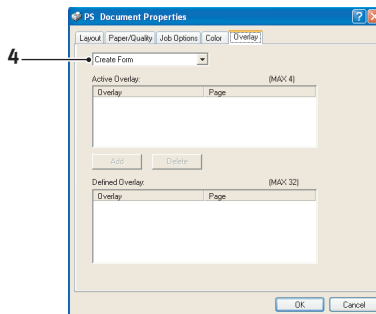 PS Document Properties
Layout Paper/Quality Job Options Color Overlay
4 Create Form
Active Overlay: (MAX 4)
Overlay Page
Add Delete
Defined Overlay: (MAX 32)
Overlay Page
OK Cancel